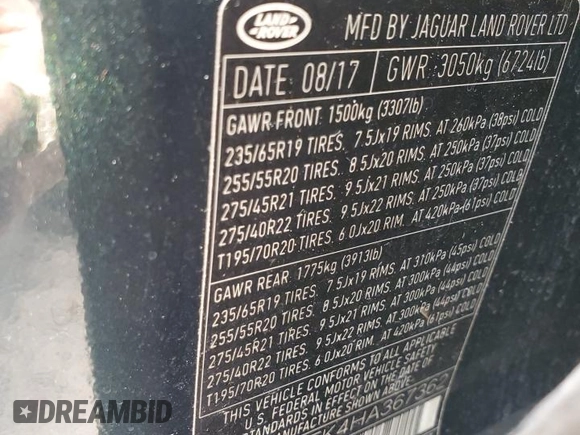 LAND
ROVER
MFD BY JAGUAR LAND ROVER LTD
DATE: 08/17 GWR: 3050kg (6724lb)
GAWR FRONT 1500kg (3307lb)
235/65R19 TIRES. 7.5Jx19 RIMS. AT 260kPa (38psi) COLD
255/55R20 TIRES. 8 5Jx20 RIMS. AT 250kPa (37psi) COLD
275/45R21 TIRES. 9 5Jx21 RIMS. AT 250kPa (37psi) COLD
275/40R22 TIRES. 9 5Jx22 RIMS. AT 250kPa (37psi) COLD
T195/70R20 TIRES. 6 0Jx20 RIM. AT 420kPa (61psi) COLD
GAWR REAR 1775kg (3913lb)
235/65R19 TIRES. 7 5Jx19 RIMS. AT 310kPa (45psi) COLD
255/55R20 TIRES. 8 5Jx20 RIMS. AT 300kPa (44psi) COLD
275/45R21 TIRES. 9 5Jx21 RIMS. AT 300kPa (44psi) COLD
275/40R22 TIRES. 9 5Jx22 RIMS. AT 300kPa (44psi) COLD
T195/70R20 TIRES. 6 0Jx20 RIM. AT 420kPa (61psi) COLD
THIS VEHICLE CONFORMS TO ALL APPLICABLE
U.S. FEDERAL MOTOR VEHICLE SAFETY
STANDARDS IN EFFECT ON THE DATE OF
MANUFACTURE SHOWN ABOVE.
K4HA367362
DREAMBID